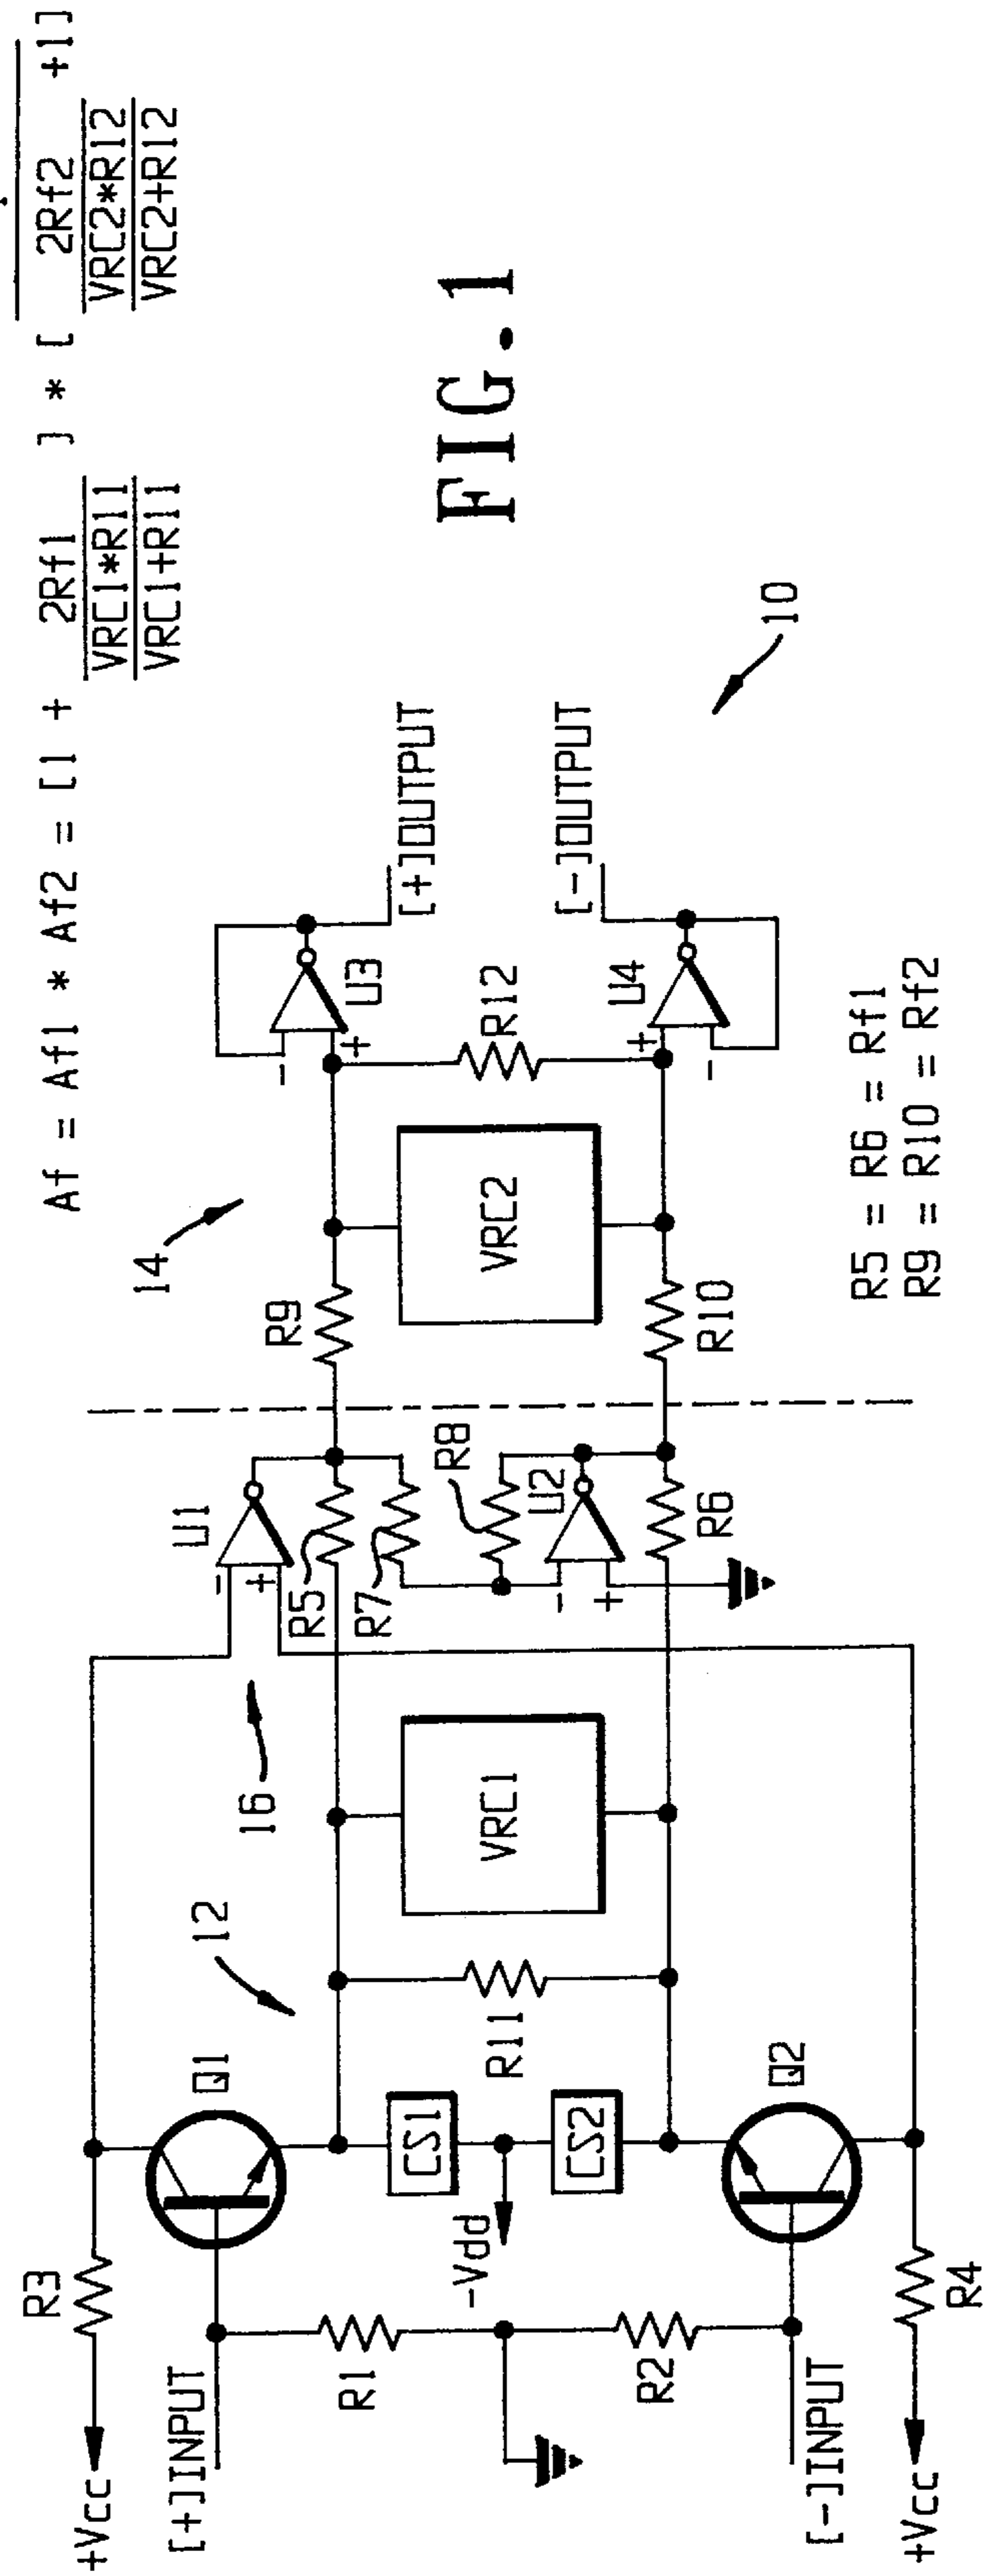 Af = Af1 * Af2 = [1 + 2Rf1 ] * [ 2Rf2 +1]
VRC1*R11 VRC2*R12
VRC1+R11 VRC2+R12
+Vcc
R3
[+]INPUT
Q1
12
16
U1
-
+
14
-
+
U3
[+]OUTPUT
R5
R7
R9
R1
-Vdd
CS1
CS2
R11
VRC1
R8
VRC2
R12
FIG. 1
R2
-
+
U2
+
-
U4
[-]OUTPUT
R6
R10
[-]INPUT
Q2
10
+Vcc
R4
R5 = R6 = Rf1
R9 = R10 = Rf2